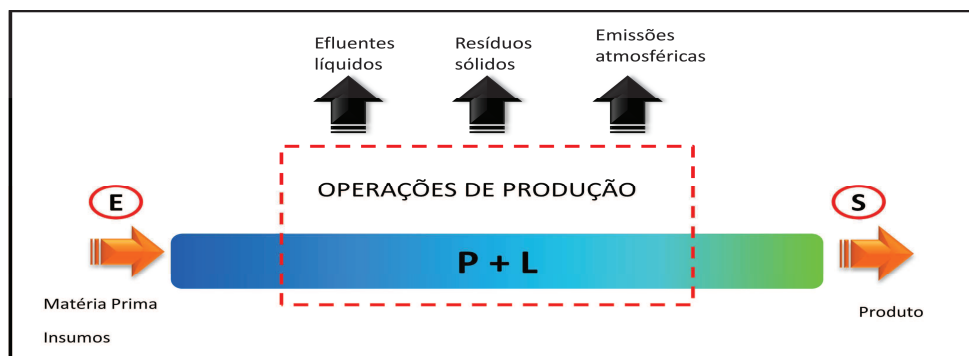 Efluentes
líquidos
Resíduos
sólidos
Emissões
atmosféricas
OPERAÇÕES DE PRODUÇÃO
E
S
P + L
Matéria Prima
Insumos
Produto